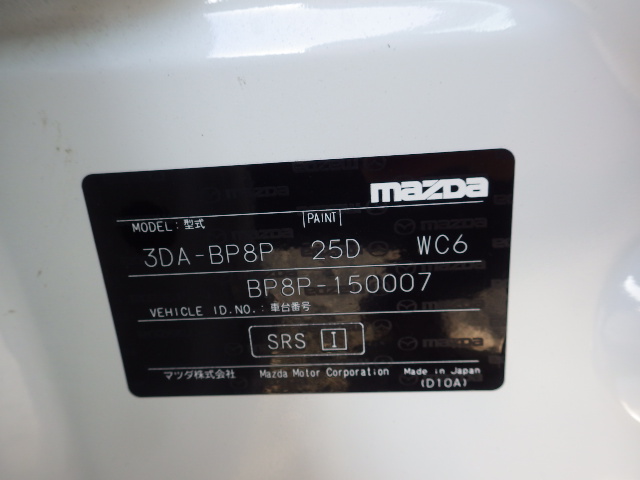 mazda
MODEL:型式 PAINT
3DA-BP8P 25D WC6
BP8P-150007
VEHICLE ID.NO.:車台番号
SRS I
マツダ株式会社 Mazda Motor Corporation Made in Japan
(D10A)